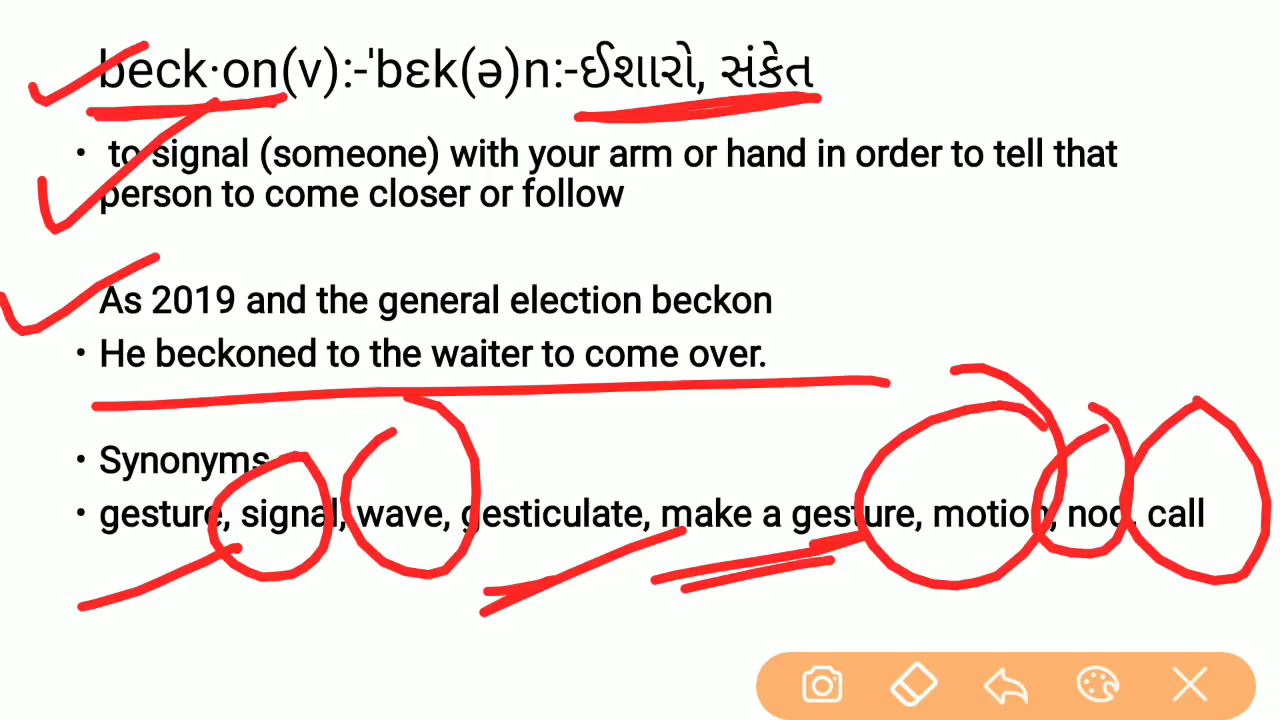 beck·on(v):-ˈbɛk(ə)n:-ઈશારો, સંકેત
• to signal (someone) with your arm or hand in order to tell that
person to come closer or follow
As 2019 and the general election beckon
• He beckoned to the waiter to come over.
• Synonyms
• gesture, signal, wave, gesticulate, make a gesture, motion, nod, call